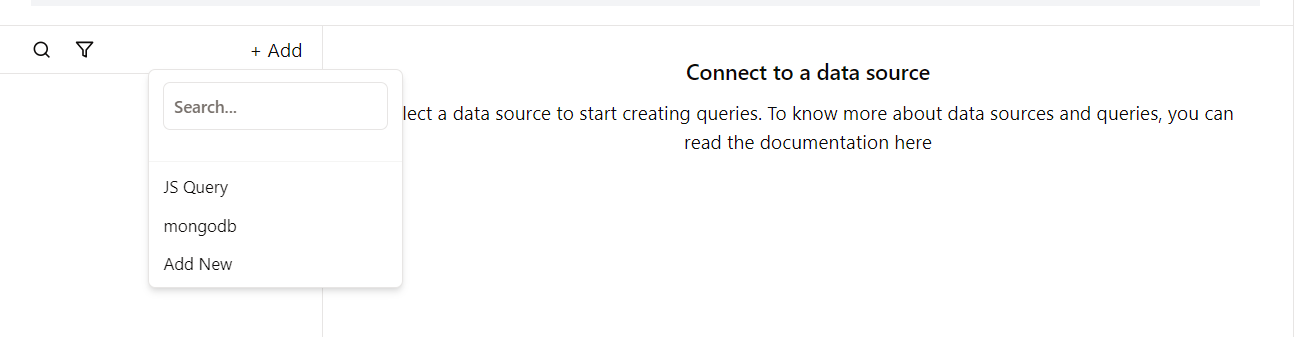 + Add
Search...
JS Query
mongodb
Add New
Connect to a data source
lect a data source to start creating queries. To know more about data sources and queries, you can
read the documentation here